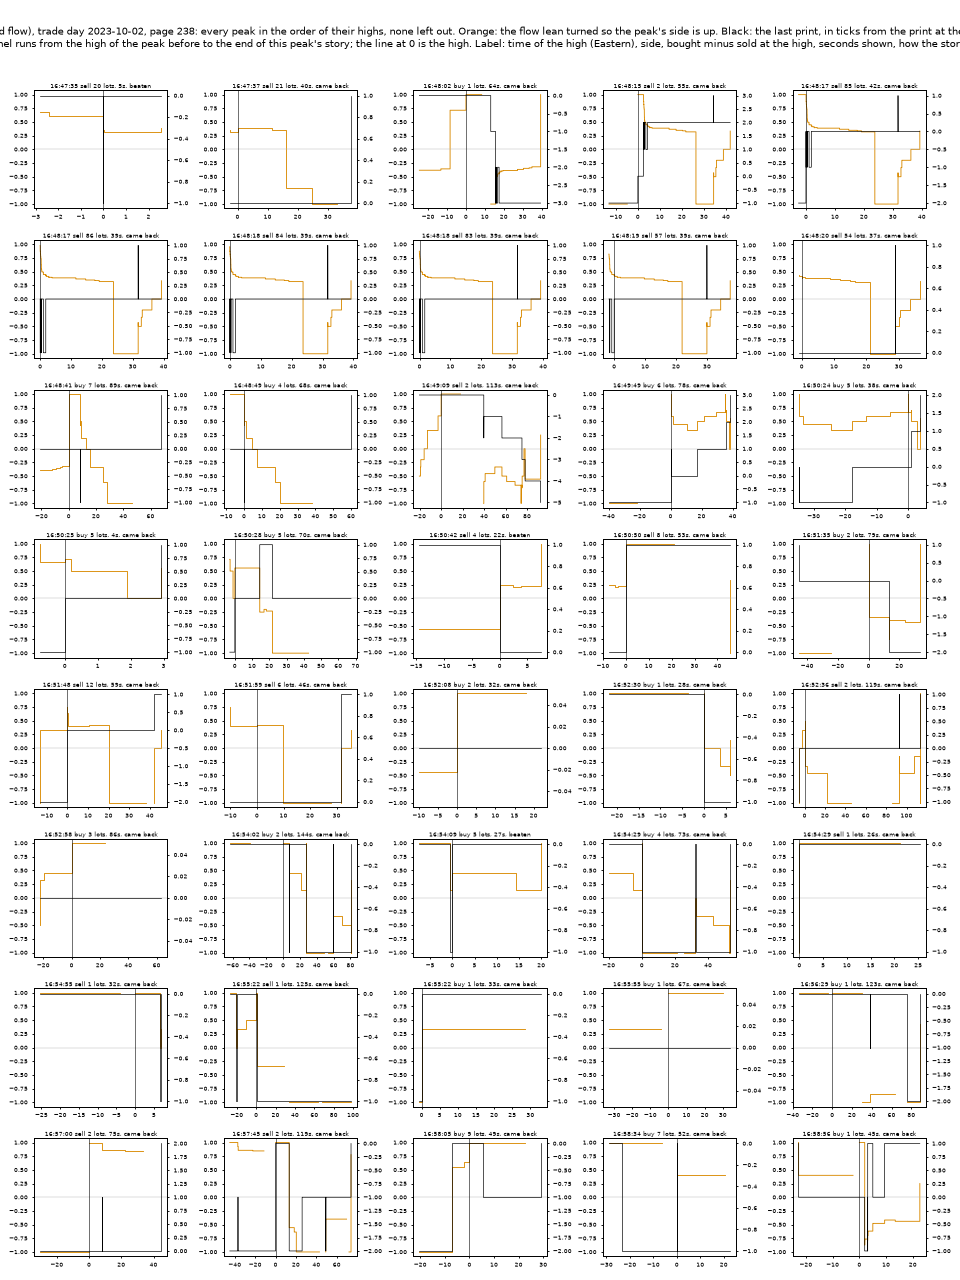 d flow), trade day 2023-10-02, page 238: every peak in the order of their highs, none left out. Orange: the flow lean turned so the peak's side is up. Black: the last print, in ticks from the print at the
nel runs from the high of the peak before to the end of this peak's story; the line at 0 is the high. Label: time of the high (Eastern), side, bought minus sold at the high, seconds shown, how the stor
16:47:35 sell 20 lots. 5s. beaten
16:47:37 sell 21 lots. 40s. came back
16:48:02 buy 1 lots. 64s. came back
16:48:15 sell 2 lots. 55s. came back
16:48:17 sell 85 lots. 42s. came back
16:48:17 sell 86 lots. 39s. came back
16:48:18 sell 84 lots. 39s. came back
16:48:18 sell 83 lots. 39s. came back
16:48:19 sell 57 lots. 39s. came back
16:48:20 sell 54 lots. 37s. came back
16:48:41 buy 7 lots. 89s. came back
16:48:49 buy 4 lots. 68s. came back
16:49:09 sell 2 lots. 113s. came back
16:49:49 buy 6 lots. 78s. came back
16:50:24 buy 5 lots. 38s. came back
16:50:25 buy 5 lots. 4s. came back
16:50:28 buy 5 lots. 70s. came back
16:50:42 sell 4 lots. 22s. beaten
16:50:50 sell 8 lots. 53s. came back
16:51:35 buy 2 lots. 75s. came back
16:51:48 sell 12 lots. 59s. came back
16:51:59 sell 6 lots. 46s. came back
16:52:08 buy 2 lots. 32s. came back
16:52:30 buy 1 lots. 28s. came back
16:52:36 sell 2 lots. 119s. came back
16:52:58 buy 3 lots. 86s. came back
16:54:02 buy 2 lots. 144s. came back
16:54:09 buy 5 lots. 27s. beaten
16:54:29 buy 4 lots. 73s. came back
16:54:29 sell 1 lots. 26s. came back
16:54:55 sell 1 lots. 32s. came back
16:55:22 sell 1 lots. 125s. came back
16:55:22 buy 1 lots. 33s. came back
16:55:55 buy 1 lots. 67s. came back
16:56:29 buy 1 lots. 123s. came back
16:57:00 sell 2 lots. 75s. came back
16:57:45 sell 2 lots. 115s. came back
16:58:05 buy 9 lots. 49s. came back
16:58:34 buy 7 lots. 52s. came back
16:58:56 buy 1 lots. 45s. came back